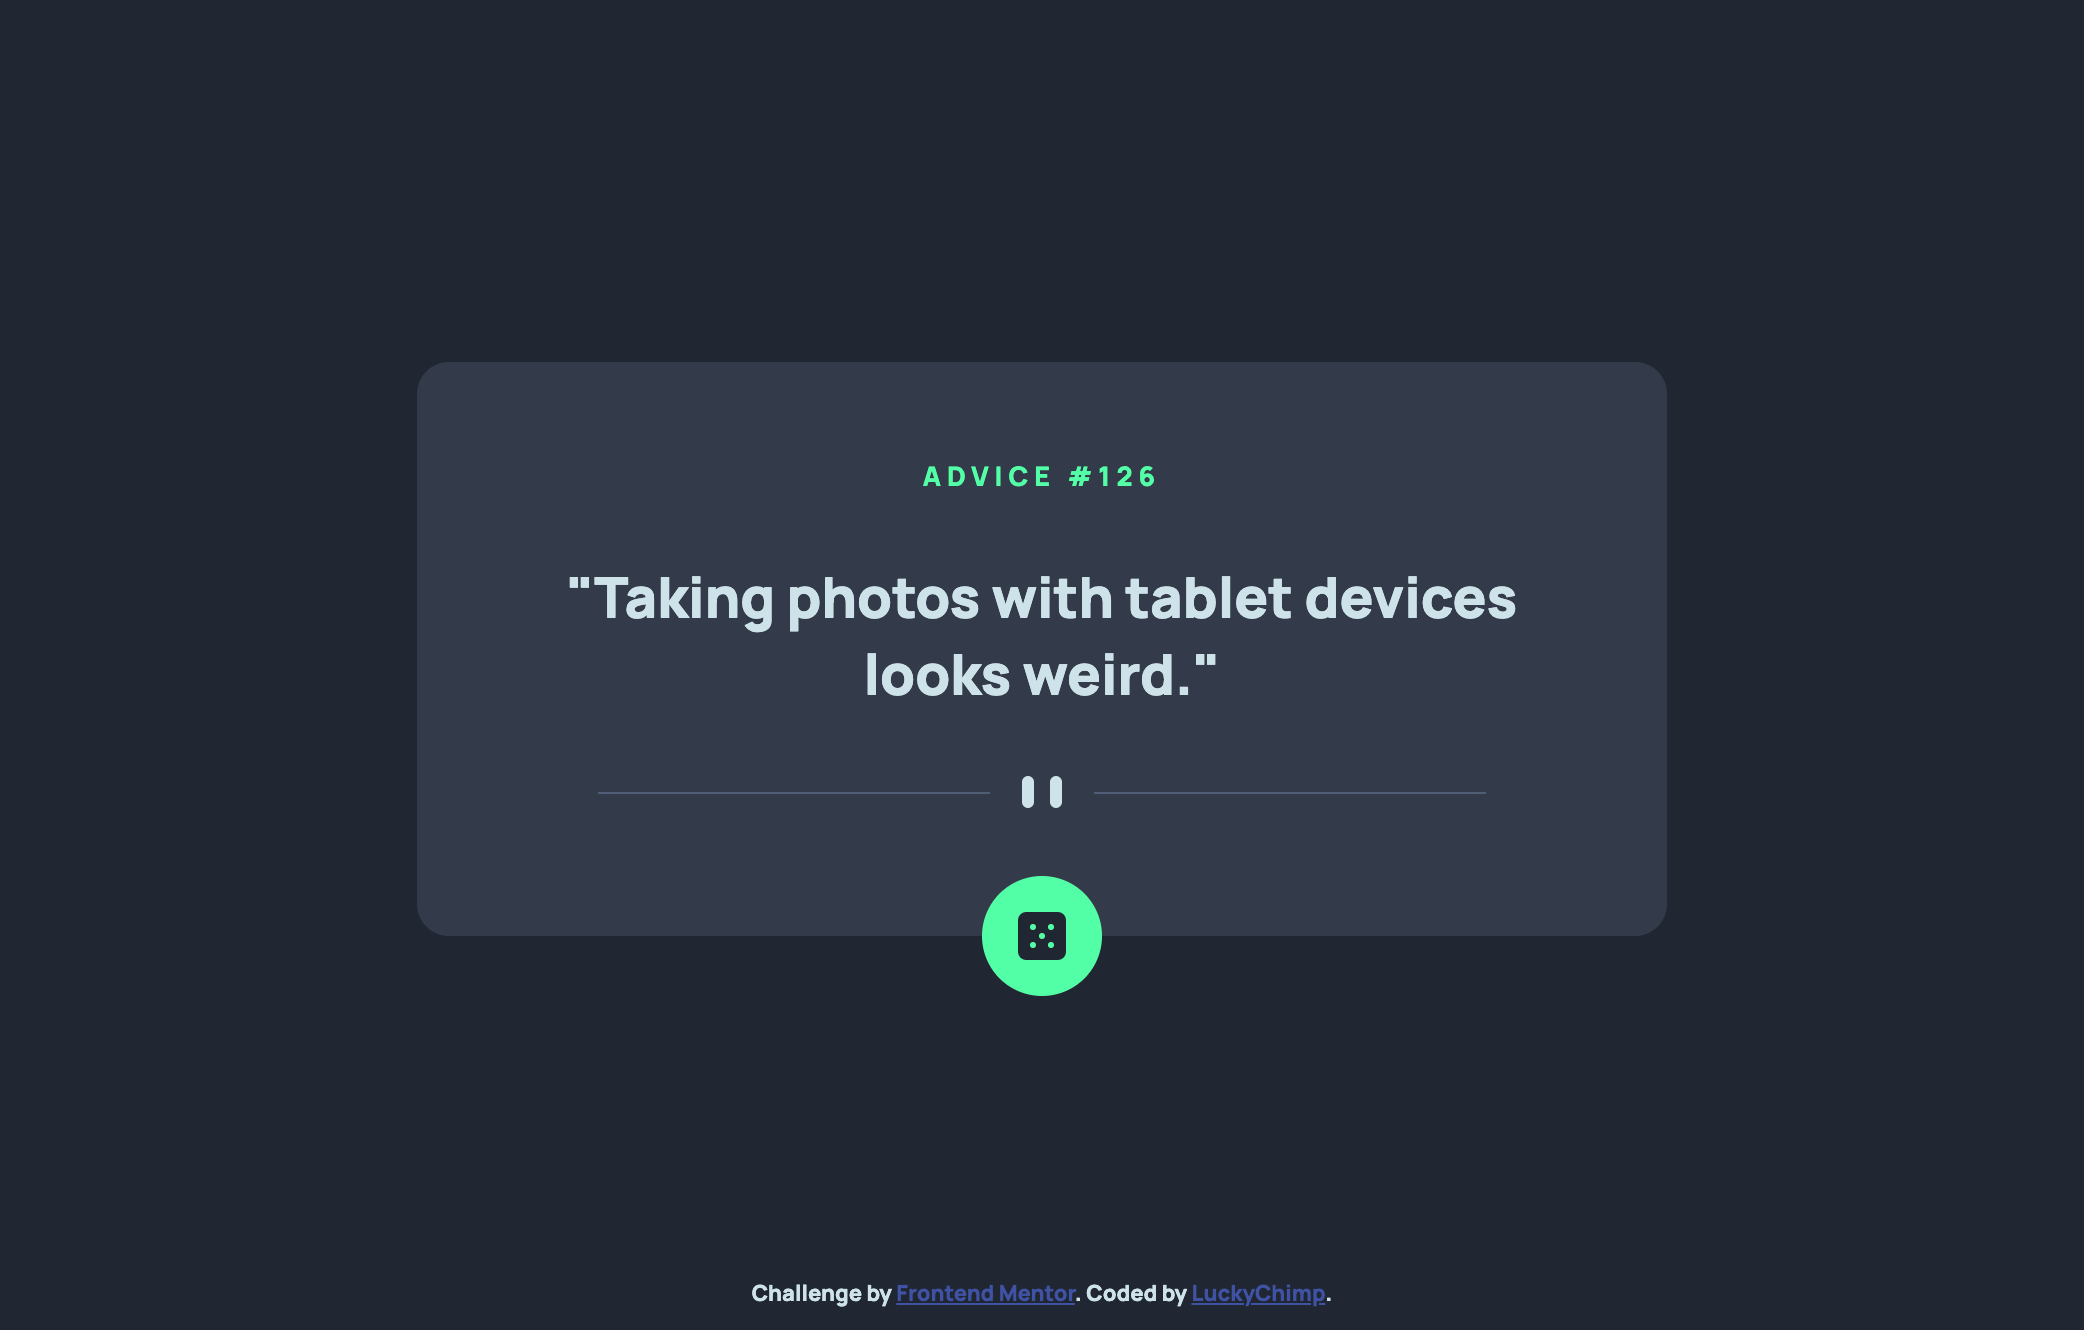 ADVICE #126
"Taking photos with tablet devices
looks weird."
Challenge by Frontend Mentor. Coded by LuckyChimp.